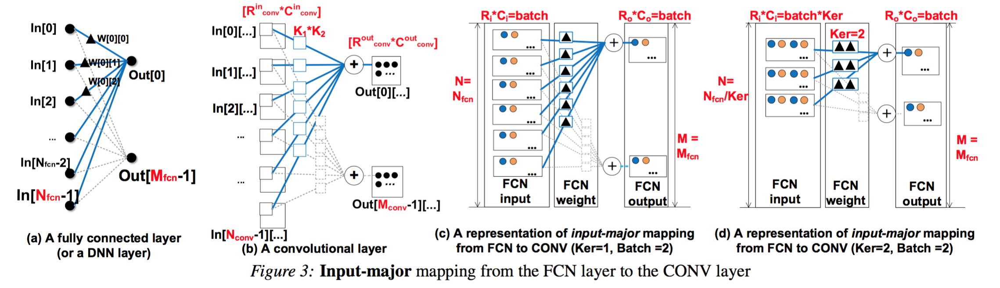 In[0]
W[0][0]
In[1]
W[0][1]
Out[0]
W[0][2]
In[2]
...
In[Nfcn-2]
Out[Mfcn-1]
In[Nfcn-1]
(a) A fully connected layer
(or a DNN layer)
[R^in_conv*C^in_conv]
In[0][...]
K1*K2
[R^out_conv*C^out_conv]
In[1][...]
+
...
Out[0][...]
In[2][...]
...
...
+
...
Out[Mconv-1][...]
In[Nconv-1][...]
(b) A convolutional layer
Ri*Ci=batch
Ro*Co=batch
...
+
...
...
N=
Nfcn
...
...
...
...
M =
Mfcn
+
...
FCN
input
FCN
weight
FCN
output
(c) A representation of input-major mapping
from FCN to CONV (Ker=1, Batch =2)
Ri*Ci=batch*Ker
Ro*Co=batch
Ker=2
...
+
...
N=
Nfcn/Ker
...
...
+
...
M =
Mfcn
FCN
input
FCN
weight
FCN
output
(d) A representation of input-major mapping
from FCN to CONV (Ker=2, Batch =2)
Figure 3: Input-major mapping from the FCN layer to the CONV layer